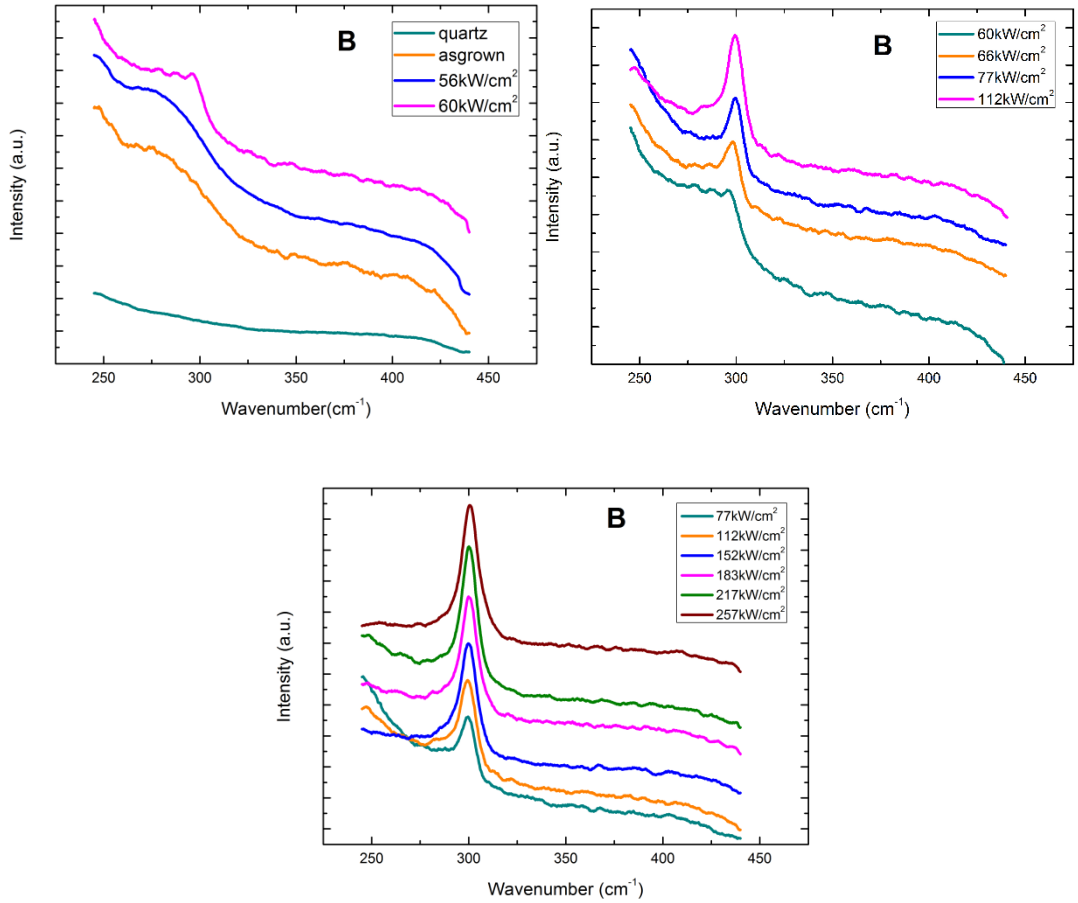 B
quartz
asgrown
56kW/cm²
60kW/cm²
Intensity (a.u.)
250 300 350 400 450
Wavenumber(cm⁻¹)
B
60kW/cm²
66kW/cm²
77kW/cm²
112kW/cm²
Intensity (a.u.)
250 300 350 400 450
Wavenumber (cm⁻¹)
B
77kW/cm²
112kW/cm²
152kW/cm²
183kW/cm²
217kW/cm²
257kW/cm²
Intensity (a.u.)
250 300 350 400 450
Wavenumber (cm⁻¹)